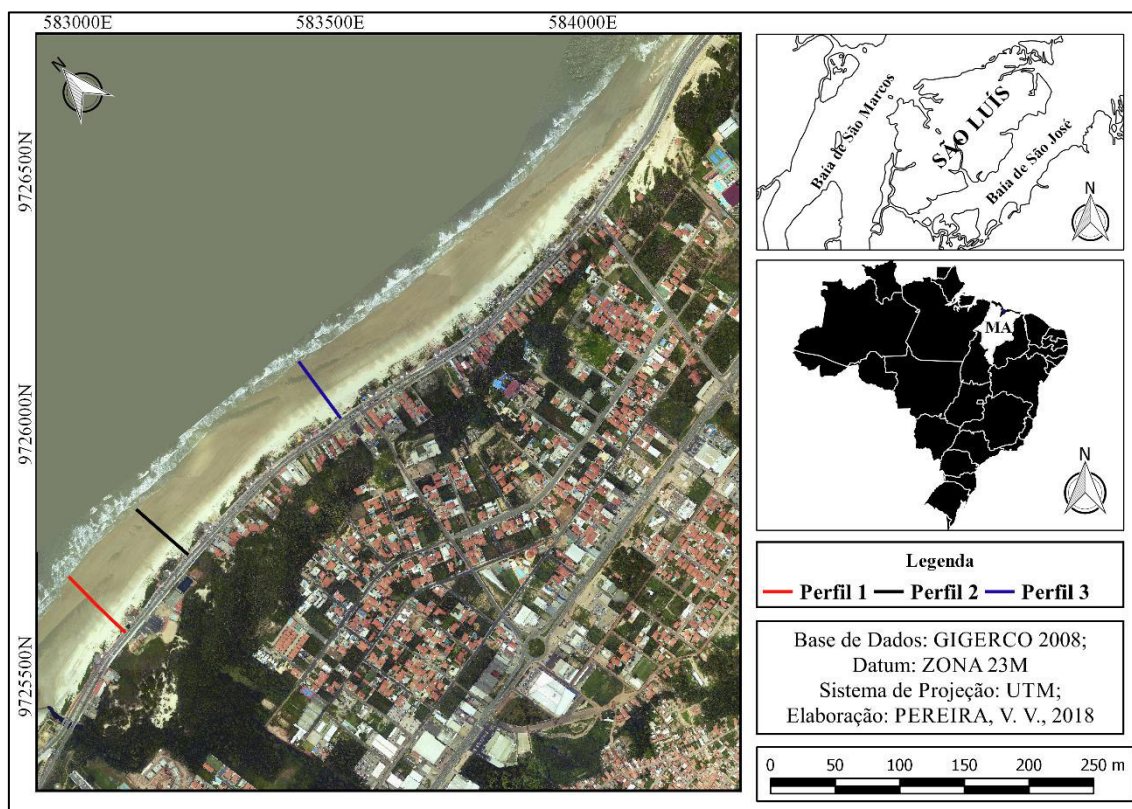 583000E 583500E 584000E
N
9726500N
9726000N
9725500N
Baía de São Marcos
SÃO LUÍS
Baía de São José
N
MA
N
Legenda
Perfil 1 Perfil 2 Perfil 3
Base de Dados: GIGERCO 2008;
Datum: ZONA 23M
Sistema de Projeção: UTM;
Elaboração: PEREIRA, V. V., 2018
0 50 100 150 200 250 m